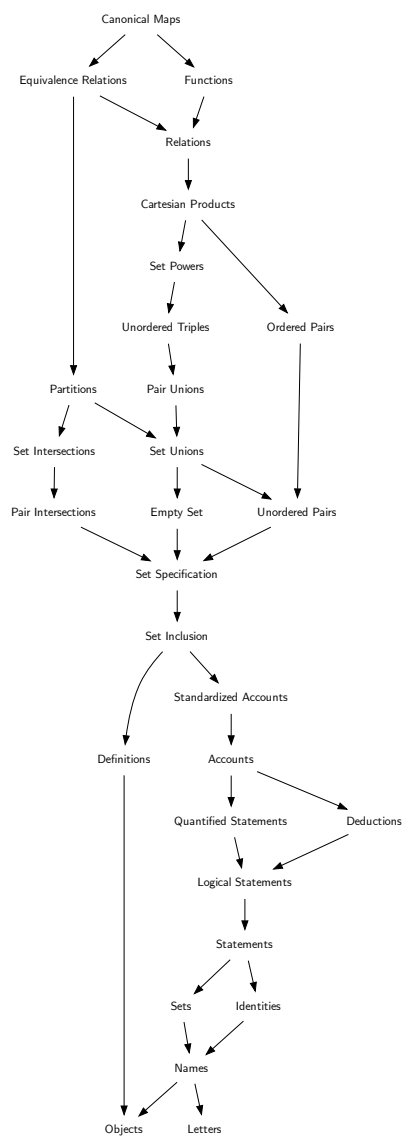 Canonical Maps
Equivalence Relations
Functions
Relations
Cartesian Products
Set Powers
Unordered Triples
Ordered Pairs
Partitions
Pair Unions
Set Intersections
Set Unions
Pair Intersections
Empty Set
Unordered Pairs
Set Specification
Set Inclusion
Standardized Accounts
Definitions
Accounts
Quantified Statements
Deductions
Logical Statements
Statements
Sets
Identities
Names
Objects
Letters